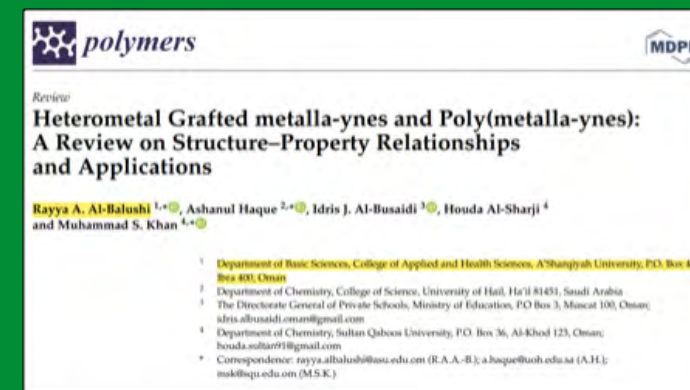 polymers
MDPI
Review
Heterometal Grafted metalla-ynes and Poly(metalla-ynes):
A Review on Structure–Property Relationships
and Applications
Rayya A. Al-Balushi 1,*, Ashanul Haque 2,*, Idris J. Al-Busaidi 3, Houda Al-Sharji 4
and Muhammad S. Khan 4,*
1 Department of Basic Sciences, College of Applied and Health Sciences, A'Sharqiyah University, P.O. Box 4
Ibra 400, Oman
2 Department of Chemistry, College of Science, University of Hail, Ha'il 81451, Saudi Arabia
3 The Directorate General of Private Schools, Ministry of Education, P.O Box 3, Muscat 100, Oman;
idris.albusaidi.oman@gmail.com
4 Department of Chemistry, Sultan Qaboos University, P.O. Box 36, Al-Khod 123, Oman;
houda.sultan91@gmail.com
* Correspondence: rayya.albalushi@asu.edu.om (R.A.A.-B.); a.haque@uoh.edu.sa (A.H.);
msk@squ.edu.om (M.S.K.)